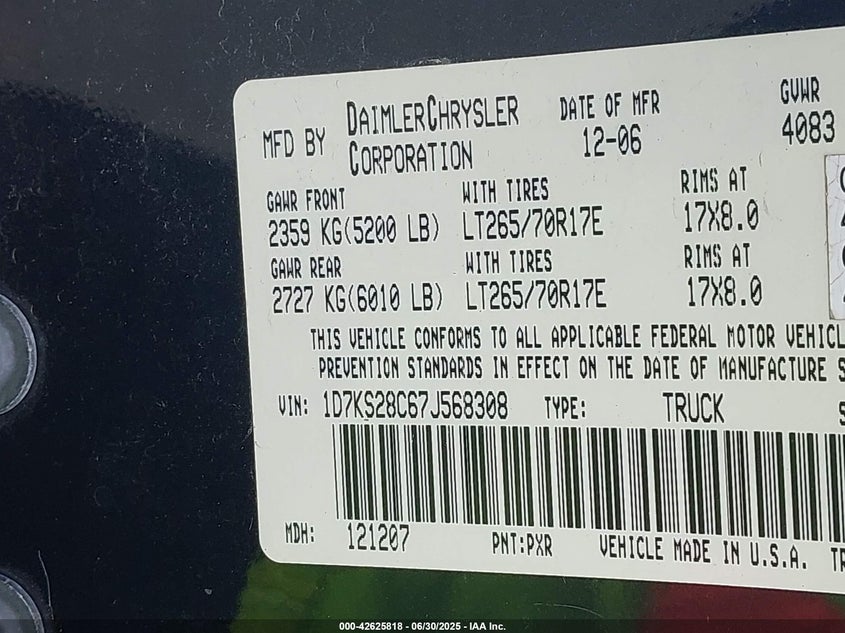 MFD BY DAIMLERCHRYSLER CORPORATION
DATE OF MFR
12-06
GVWR
4083
GAWR FRONT WITH TIRES RIMS AT
2359 KG(5200 LB) LT265/70R17E 17X8.0
GAWR REAR WITH TIRES RIMS AT
2727 KG(6010 LB) LT265/70R17E 17X8.0
THIS VEHICLE CONFORMS TO ALL APPLICABLE FEDERAL MOTOR VEHICL
PREVENTION STANDARDS IN EFFECT ON THE DATE OF MANUFACTURE S
VIN: 1D7KS28C67J568308 TYPE: TRUCK
MDH: 121207 PNT:PXR VEHICLE MADE IN U.S.A. TR
000-42625818 - 06/30/2025 - IAA Inc.